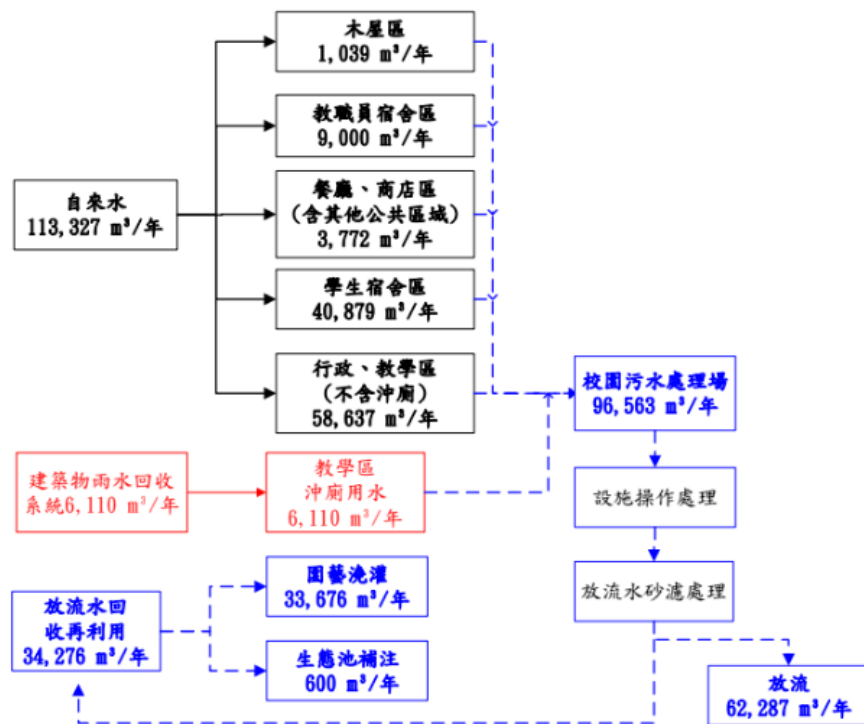 木屋區
1,039 m³/年
教職員宿舍區
9,000 m³/年
自來水
113,327 m³/年
餐廳、商店區
(含其他公共區域)
3,772 m³/年
學生宿舍區
40,879 m³/年
行政、教學區
(不含沖廁)
58,637 m³/年
校園污水處理場
96,563 m³/年
建築物雨水回收
系統6,110 m³/年
教學區
沖廁用水
6,110 m³/年
設施操作處理
放流水回
收再利用
34,276 m³/年
園藝澆灌
33,676 m³/年
生態池補注
600 m³/年
放流水砂濾處理
放流
62,287 m³/年